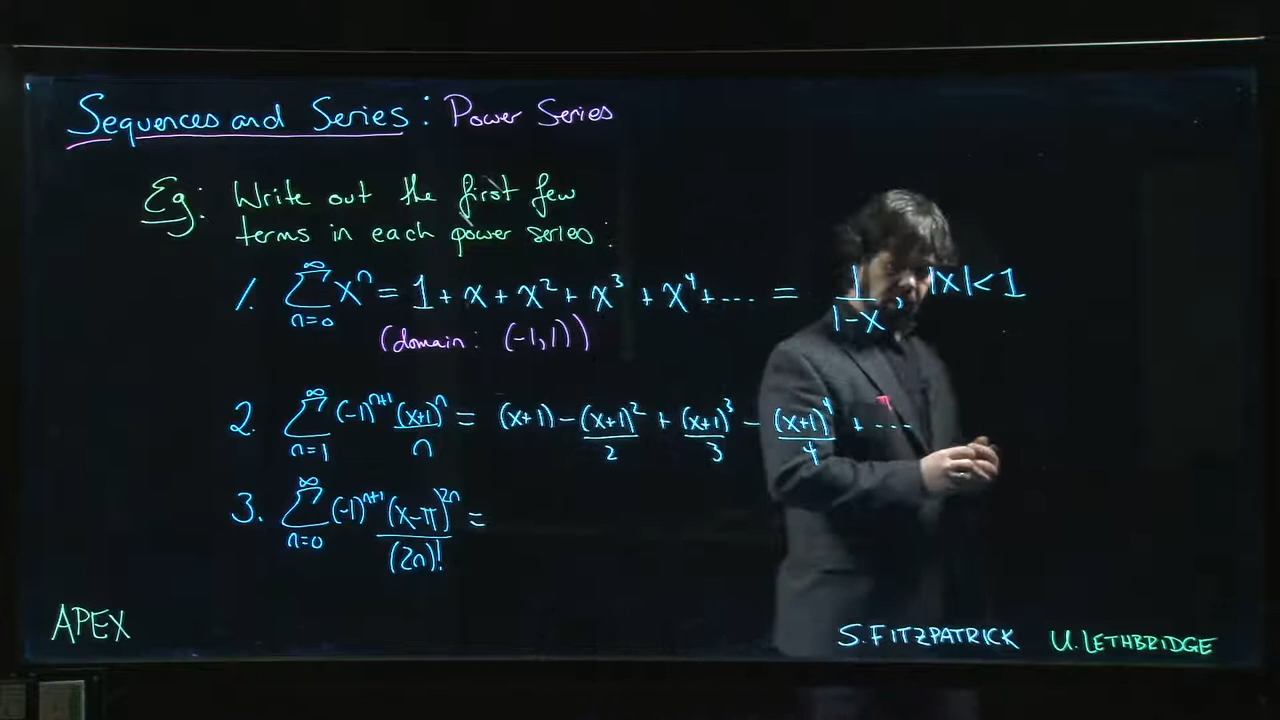 Sequences and Series: Power Series
Eg: Write out the first few
terms in each power series:
1. ∑_{n=0}^{∞} x^n = 1 + x + x^2 + x^3 + x^4 + ... = 1/(1-x), |x| < 1
(domain: (-1,1))
2. ∑_{n=1}^{∞} (-1)^{n+1} (x+1)^n/n = (x+1) - (x+1)^2/2 + (x+1)^3/3 - (x+1)^4/4 + ...
3. ∑_{n=0}^{∞} (-1)^{n+1} (x-π)^{2n}/(2n)! =
APEX
S. FITZPATRICK U. LETHBRIDGE